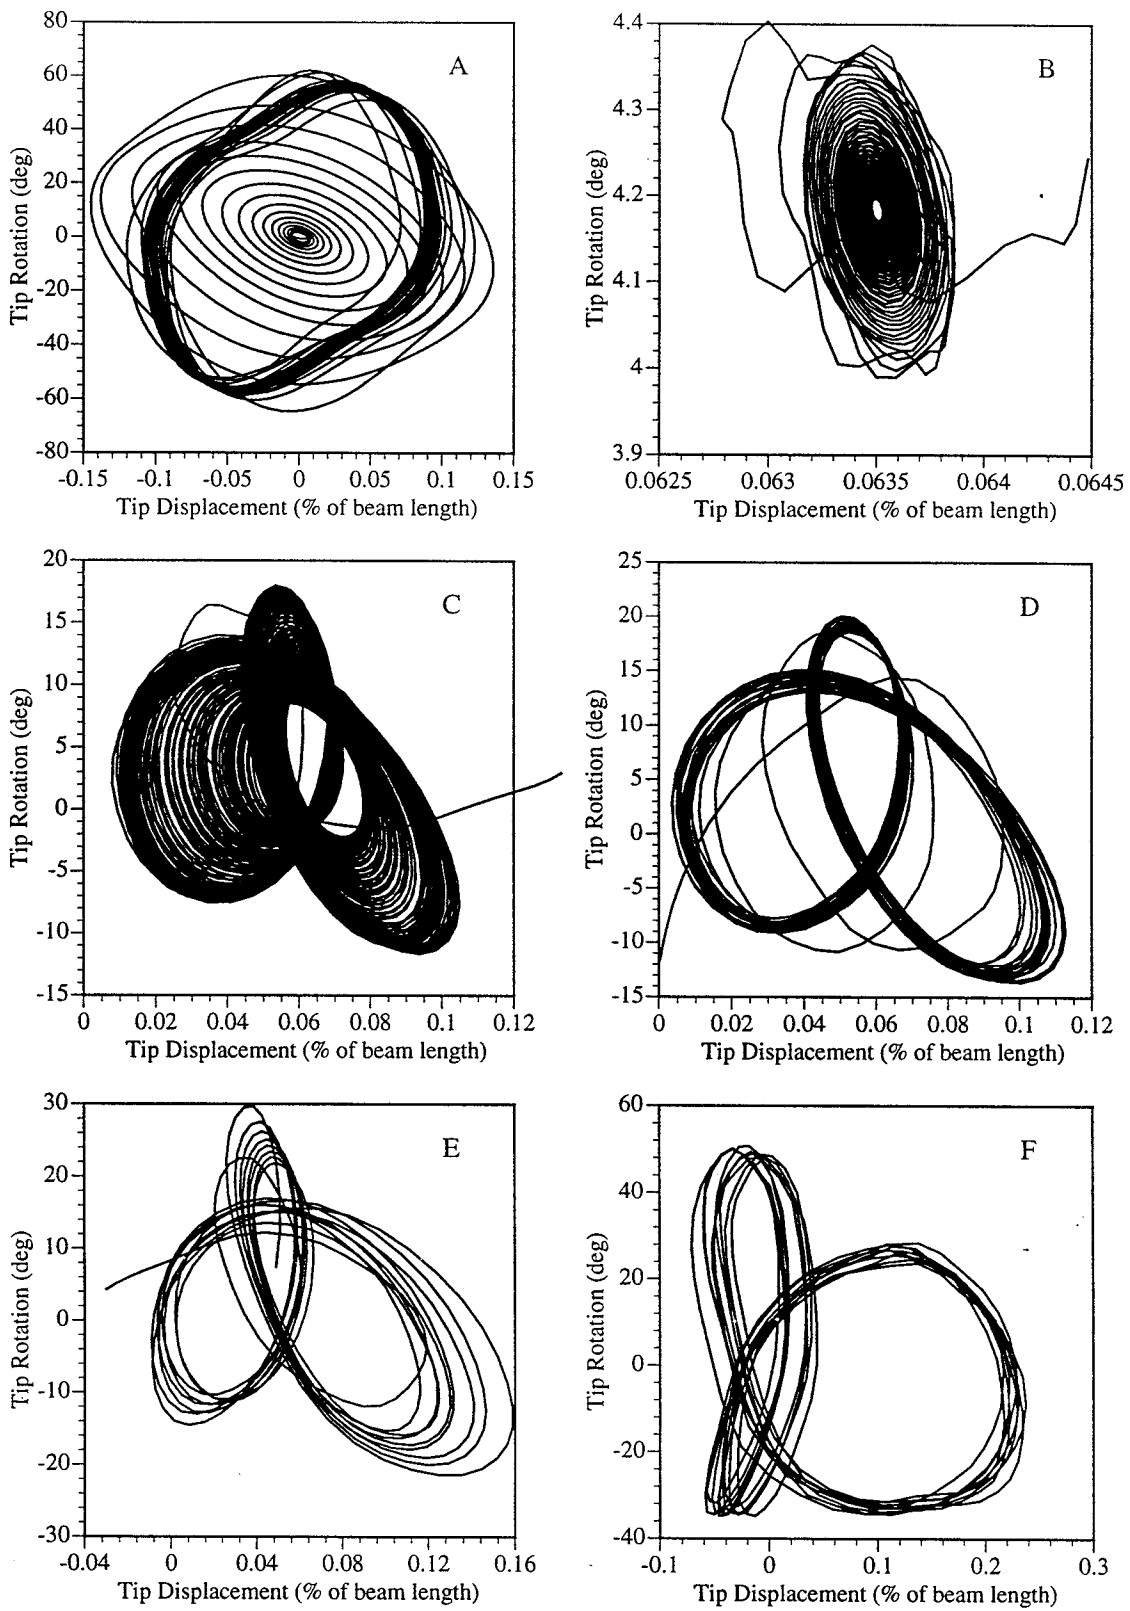 80
60
40
20
0
-20
-40
-60
-80
Tip Rotation (deg)
A
-0.15 -0.1 -0.05 0 0.05 0.1 0.15
Tip Displacement (% of beam length)
4.4
4.3
4.2
4.1
4
3.9
Tip Rotation (deg)
B
0.0625 0.063 0.0635 0.064 0.0645
Tip Displacement (% of beam length)
20
15
10
5
0
-5
-10
-15
Tip Rotation (deg)
C
0 0.02 0.04 0.06 0.08 0.1 0.12
Tip Displacement (% of beam length)
25
20
15
10
5
0
-5
-10
-15
Tip Rotation (deg)
D
0 0.02 0.04 0.06 0.08 0.1 0.12
Tip Displacement (% of beam length)
30
20
10
0
-10
-20
-30
Tip Rotation (deg)
E
-0.04 0 0.04 0.08 0.12 0.16
Tip Displacement (% of beam length)
60
40
20
0
-20
-40
Tip Rotation (deg)
F
-0.1 0 0.1 0.2 0.3
Tip Displacement (% of beam length)